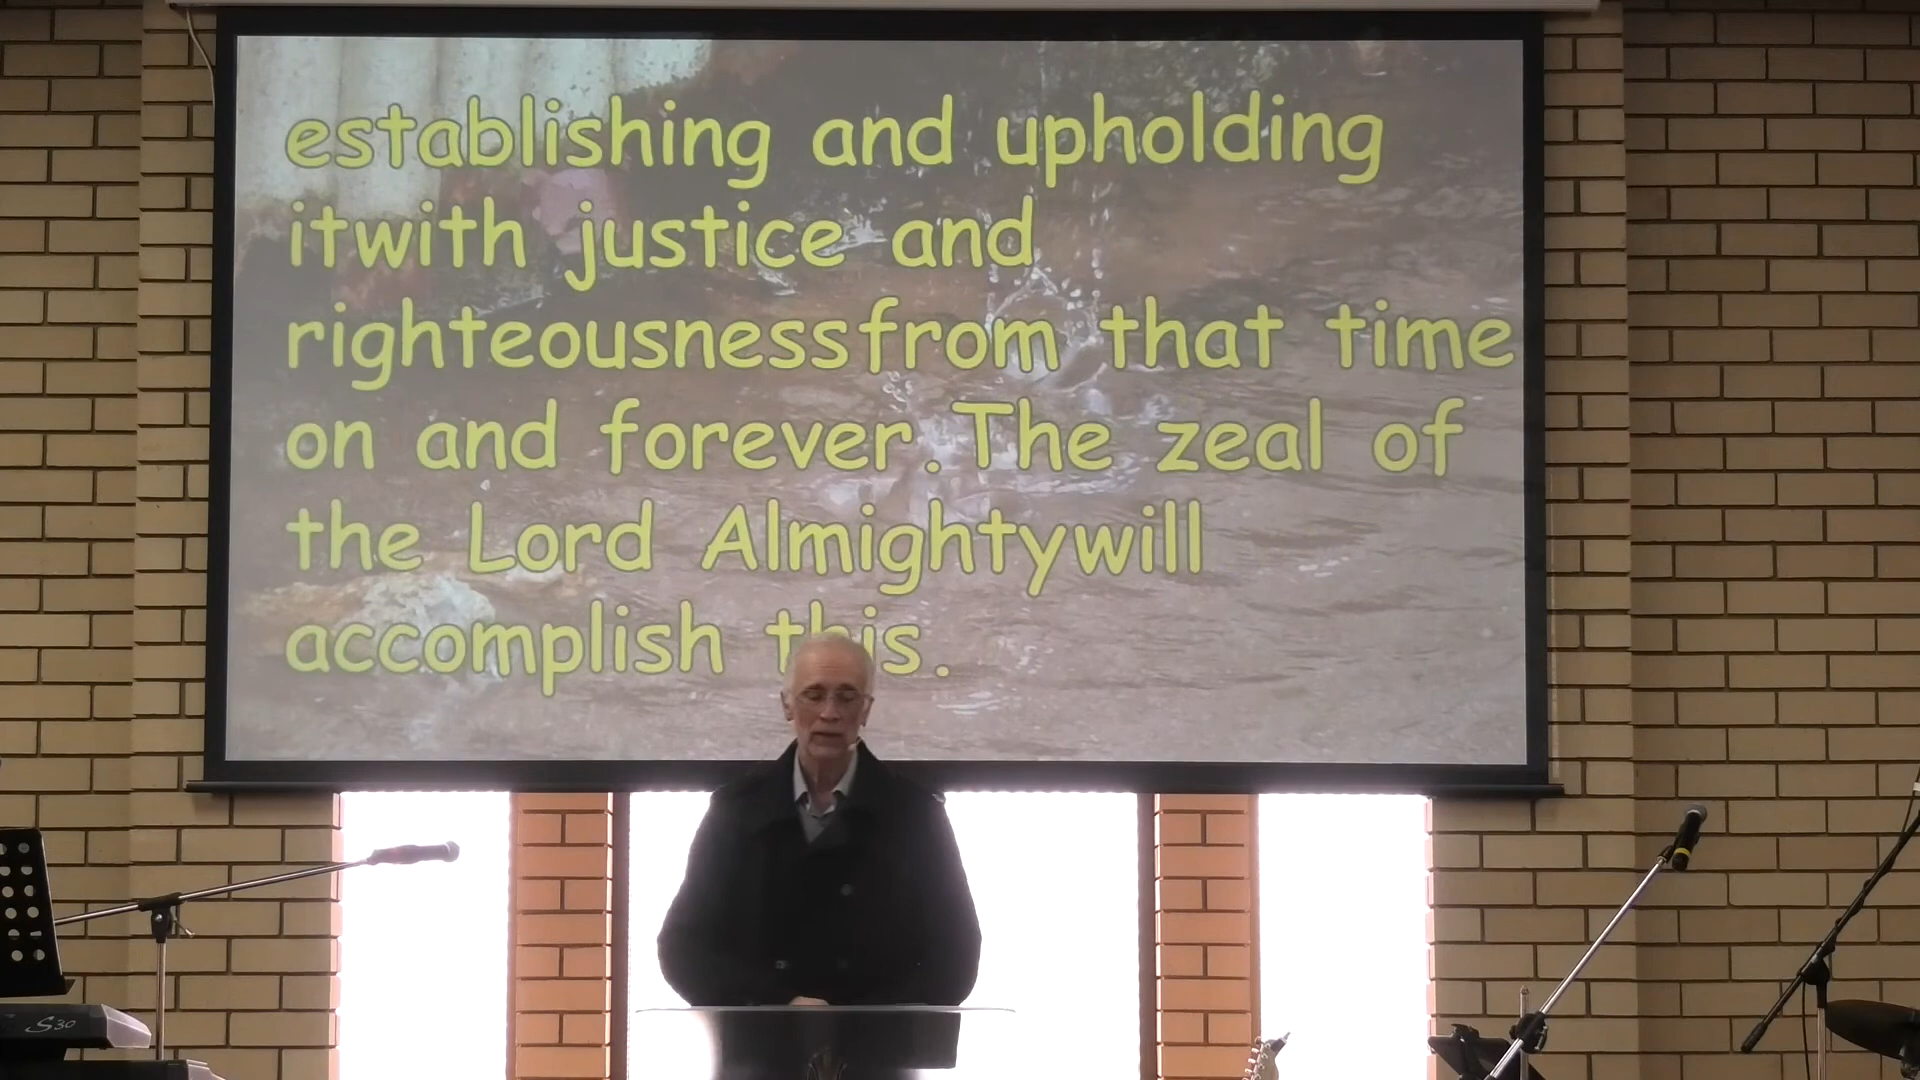 establishing and upholding
itwith justice and
righteousnessfrom that time
on and forever.The zeal of
the Lord Almightywill
accomplish this.
S30